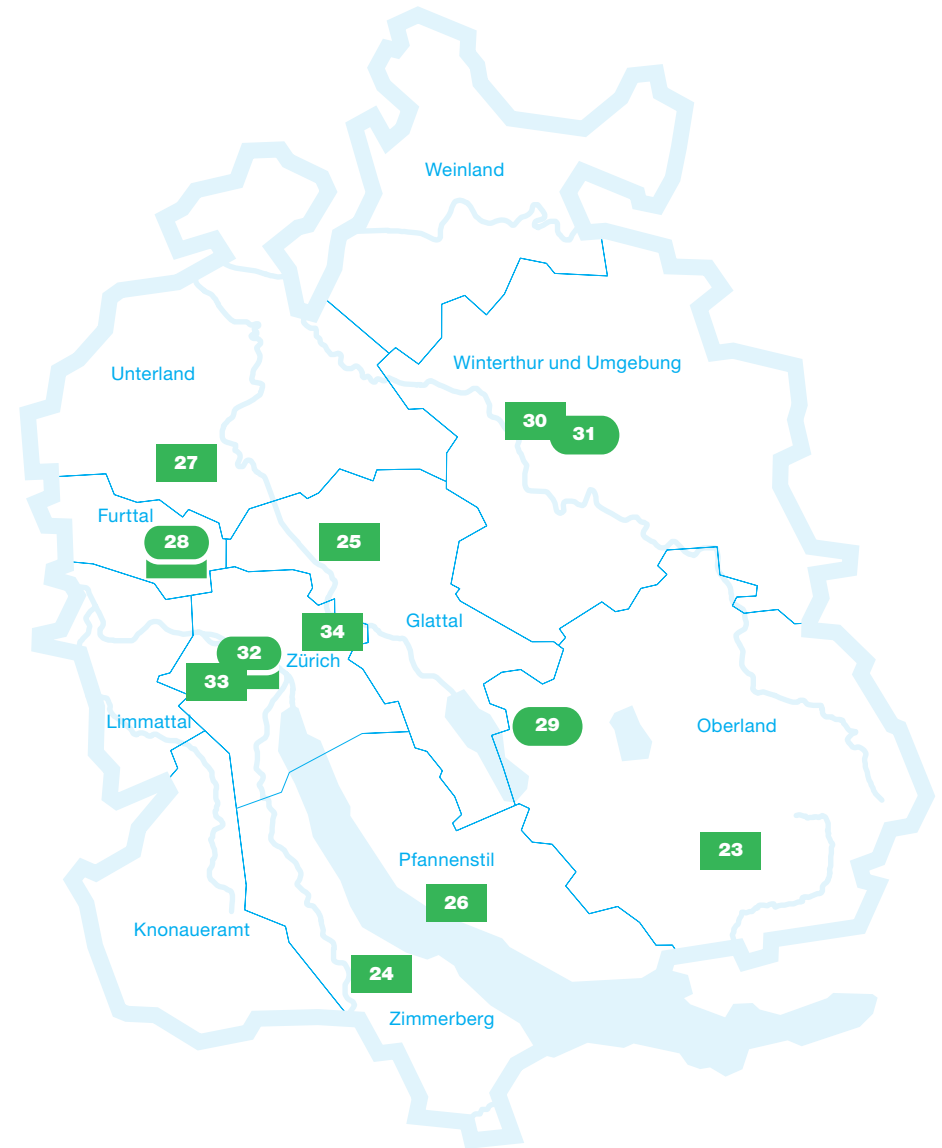 Weinland
Winterthur und Umgebung
Unterland
30
31
27
Furttal
28
25
Glattal
34
32
Zürich
33
Limmattal
29
Oberland
23
Pfannenstil
26
Knonaueramt
24
Zimmerberg